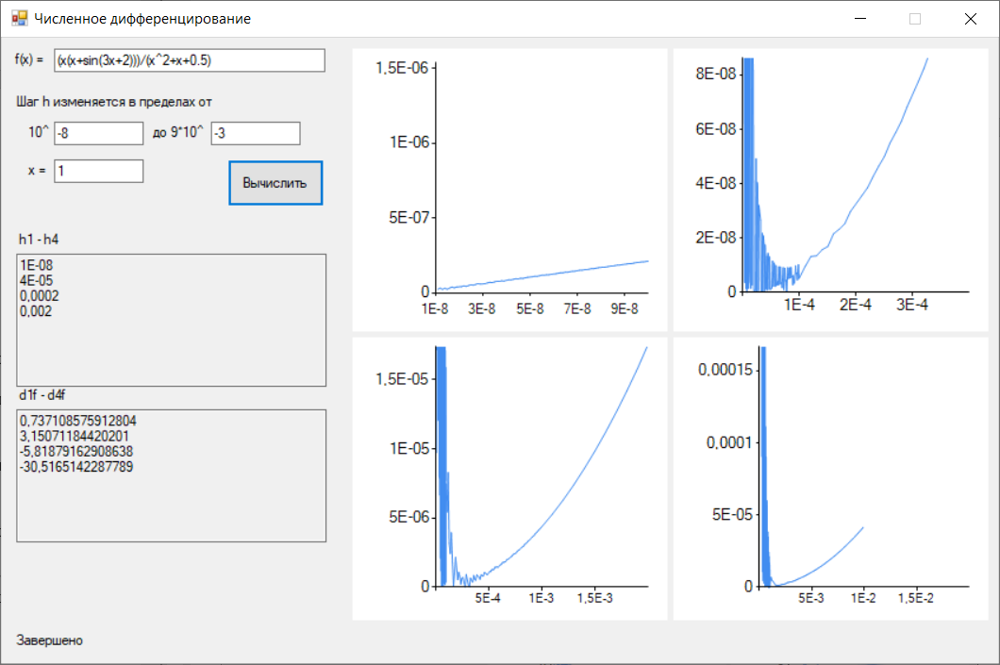 Численное дифференцирование
f(x) = (x(x+sin(3x+2)))/(x^2+x+0.5)
Шаг h изменяется в пределах от
10^ -8 до 9*10^ -3
x = 1
Вычислить
h1 - h4
1E-08
4E-05
0,0002
0,002
d1f - d4f
0,737108575912804
3,15071184420201
-5,81879162908638
-30,5165142287789
Завершено
1,5E-06
1E-06
5E-07
0
1E-8 3E-8 5E-8 7E-8 9E-8
8E-08
6E-08
4E-08
2E-08
0
1E-4 2E-4 3E-4
1,5E-05
1E-05
5E-06
0
5E-4 1E-3 1,5E-3
0,00015
0,0001
5E-05
0
5E-3 1E-2 1,5E-2